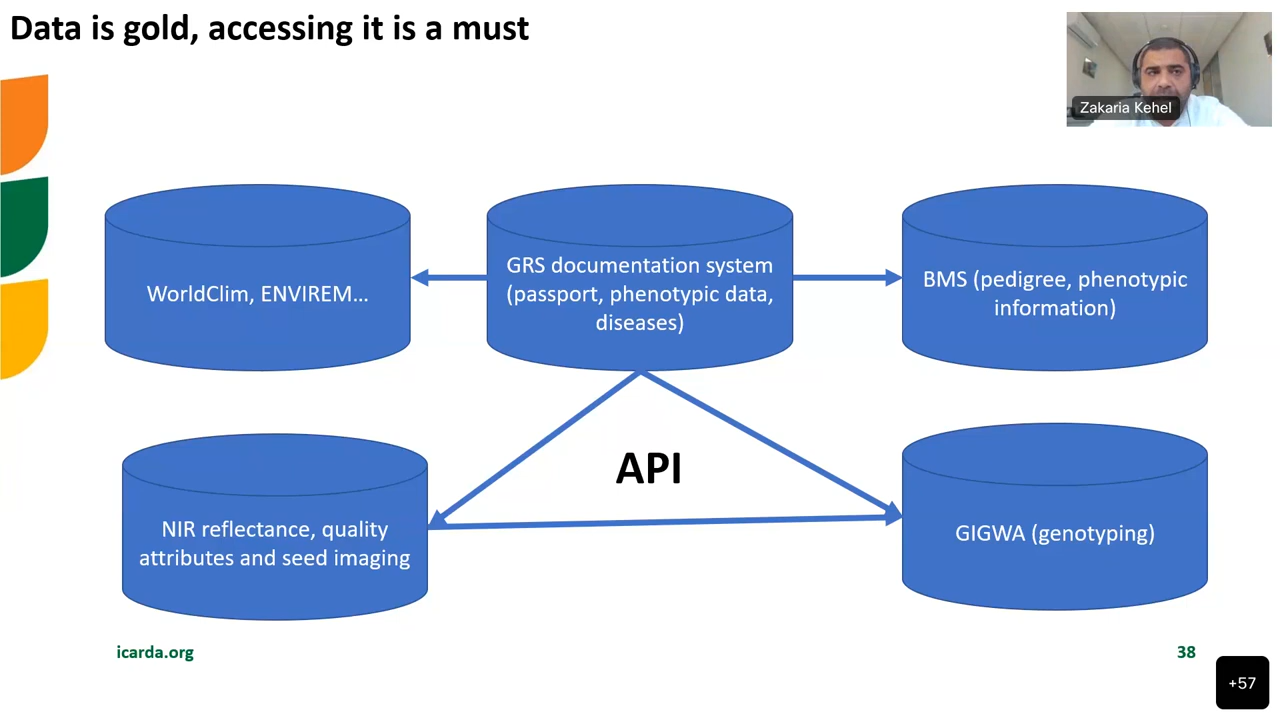 Data is gold, accessing it is a must
Zakaria Kehel
WorldClim, ENVIREM…
GRS documentation system
(passport, phenotypic data,
diseases)
BMS (pedigree, phenotypic
information)
API
NIR reflectance, quality
attributes and seed imaging
GIGWA (genotyping)
icarda.org
38
+57